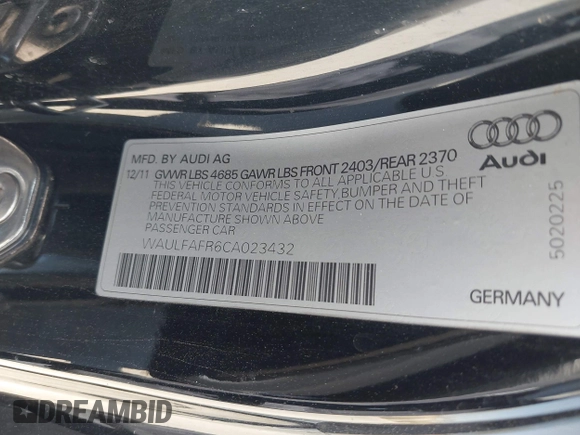 MFD. BY AUDI AG
12/11 GVWR LBS 4685 GAWR LBS FRONT 2403/REAR 2370
THIS VEHICLE CONFORMS TO ALL APPLICABLE U S
FEDERAL MOTOR VEHICLE SAFETY, BUMPER AND THEFT
PREVENTION STANDARDS IN EFFECT ON THE DATE OF
MANUFACTURE SHOWN ABOVE
PASSENGER CAR
WAULFAFR6CA023432
Audi
5020225
GERMANY
DREAMBID